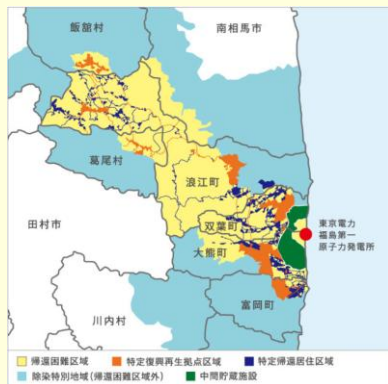 飯舘村
南相馬市
葛尾村
浪江町
田村市
双葉町
大熊町
東京電力
福島第一
原子力発電所
川内村
富岡町
帰還困難区域
特定復興再生拠点区域
特定帰還居住区域
除染特別地域(帰還困難区域外)
中間貯蔵施設